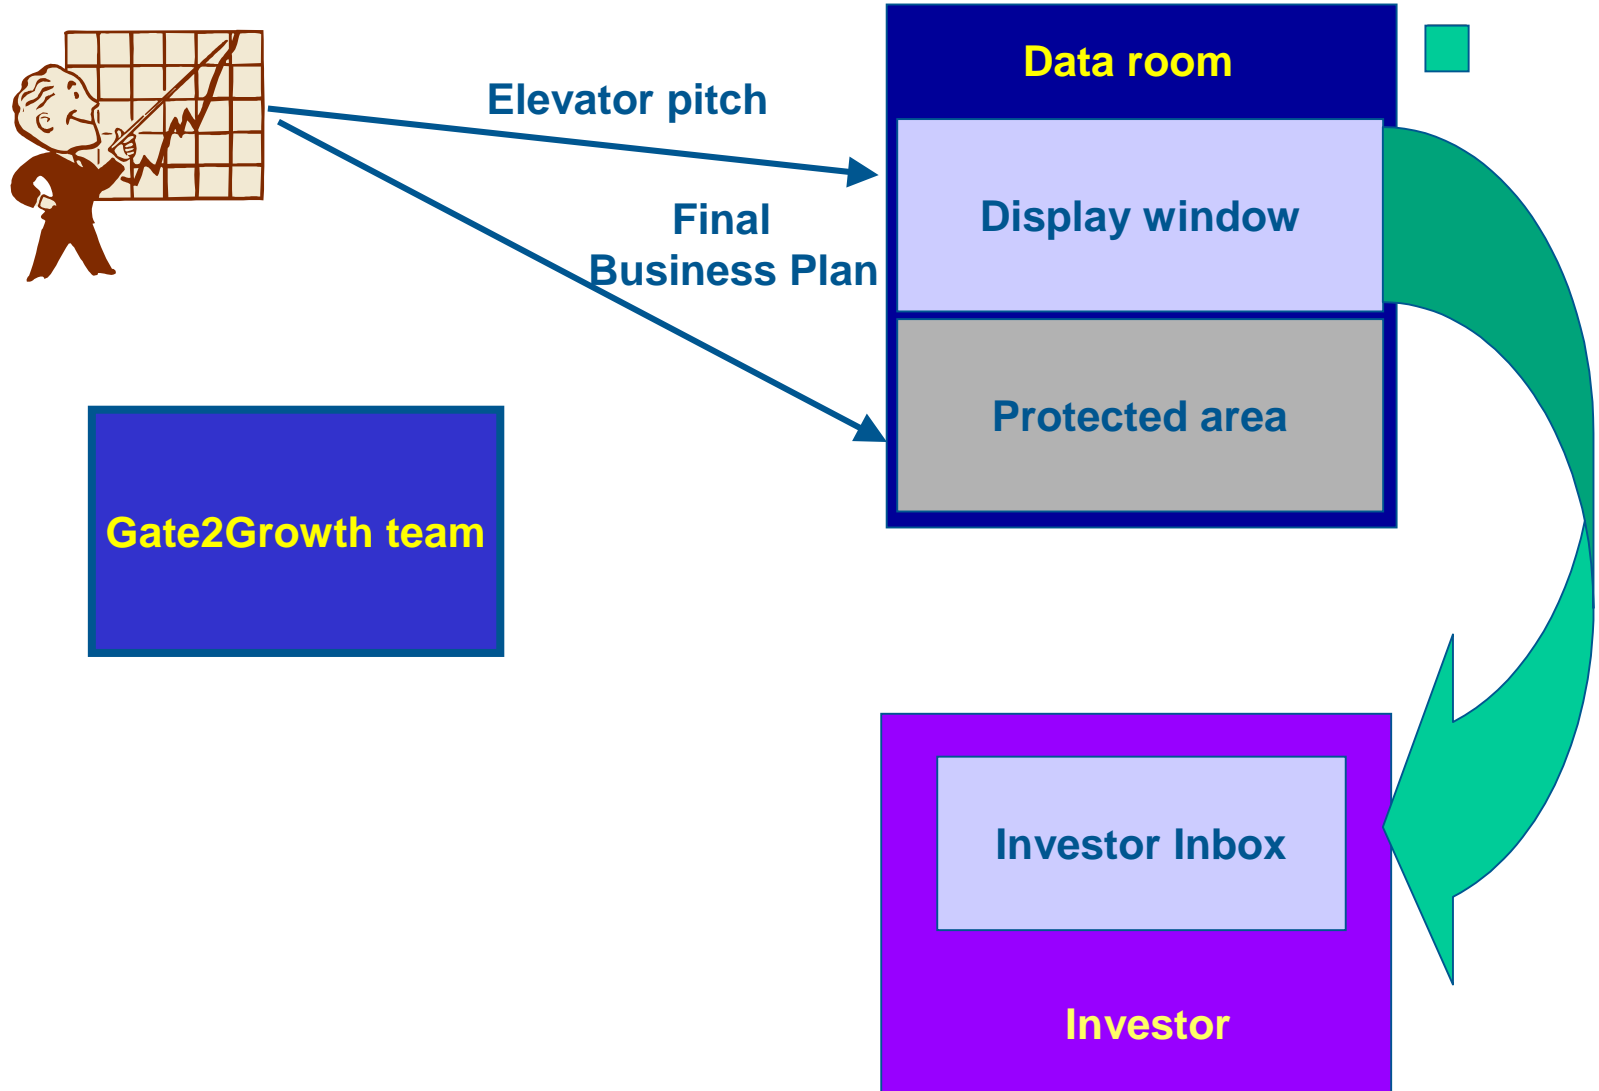 Data room
Elevator pitch
Display window
Final
Business Plan
Protected area
Gate2Growth team
Investor Inbox
Investor